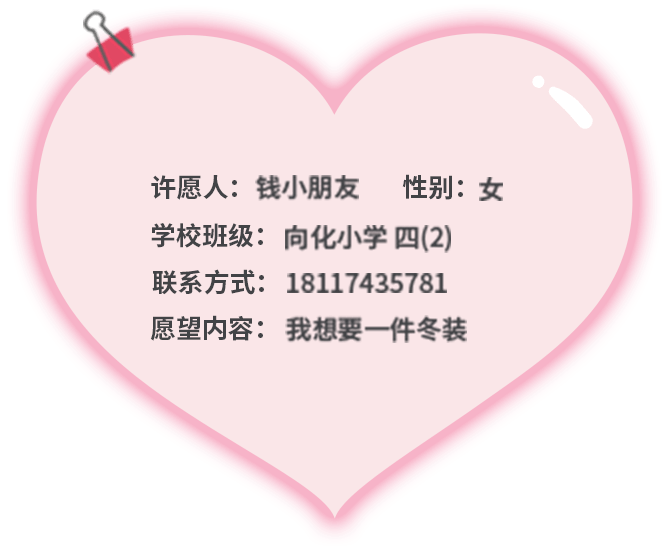 许愿人：钱小朋友 性别：女
学校班级：向化小学 四(2)
联系方式：18117435781
愿望内容：我想要一件冬装